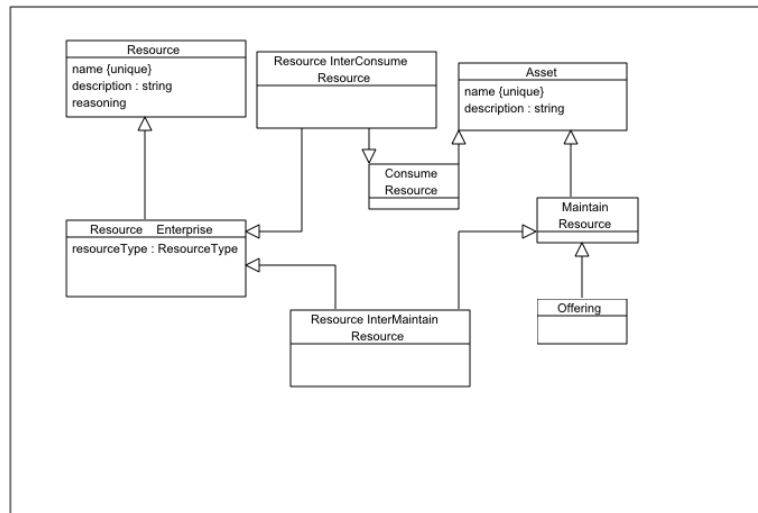 Resource
name {unique}
description : string
reasoning
Resource InterConsume
Resource
Asset
name {unique}
description : string
Consume
Resource
Maintain
Resource
Resource Enterprise
resourceType : ResourceType
Resource InterMaintain
Resource
Offering